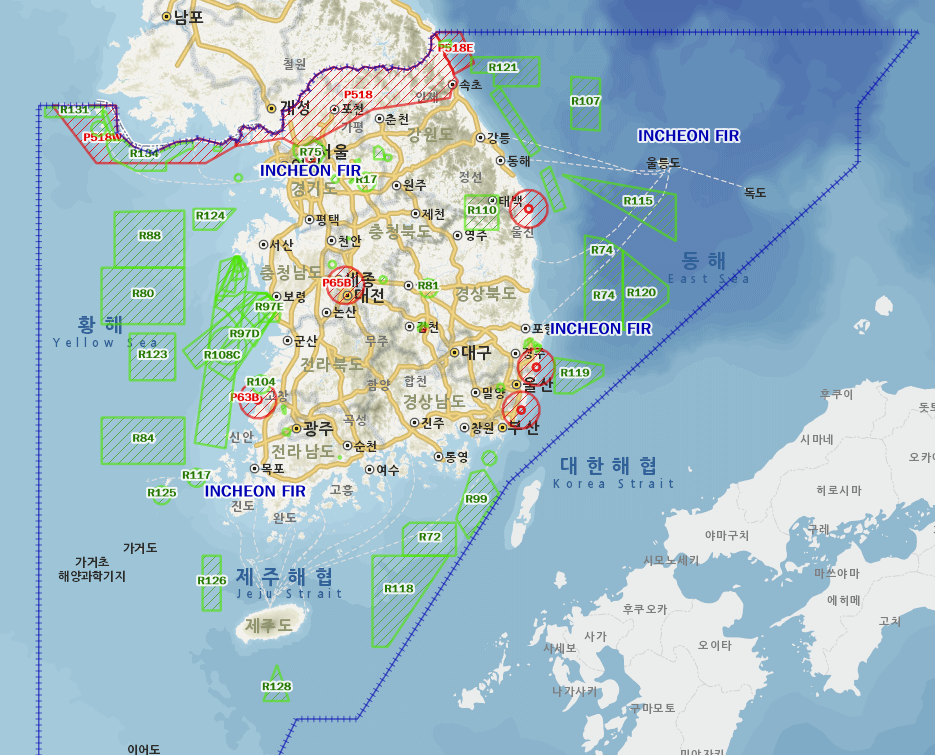 남포
P518E
철원
R121
속초
P518
인제
R107
개성
포천
R131
춘천
가평
강원도
강릉
INCHEON FIR
P518W
R134
R75
서울
동해
울릉도
INCHEON FIR
정선
R17
원주
독도
경기도
태백
R115
제천
R110
R124
평택
충청북도
울진
R88
영주
천안
서산
R74
동해
East Sea
충청남도
세종
P65B
R81
R80
대전
경상북도
R74
R120
보령
R97E
논산
김천
황해
Yellow Sea
R97D
포항
INCHEON FIR
군산
무주
R123
R108C
대구
경주
전라북도
R119
R104
함양
합천
울산
P63B
고창
밀양
경상남도
후쿠이
곡성
진주
창원
부산
광주
R84
신안
순천
전라남도
시마네
통영
목포
여수
대한해협
Korea Strait
R117
INCHEON FIR
고흥
R125
히로시마
R99
진도
완도
구레
R72
야마구치
가거도
가거초
해양과학기지
시모노세키
마쓰야마
R126
제주해협
Jeju Strait
R118
에히메
후쿠오카
고치
제주도
사가
오이타
사세보
R128
나가사키
구마모토
이어도